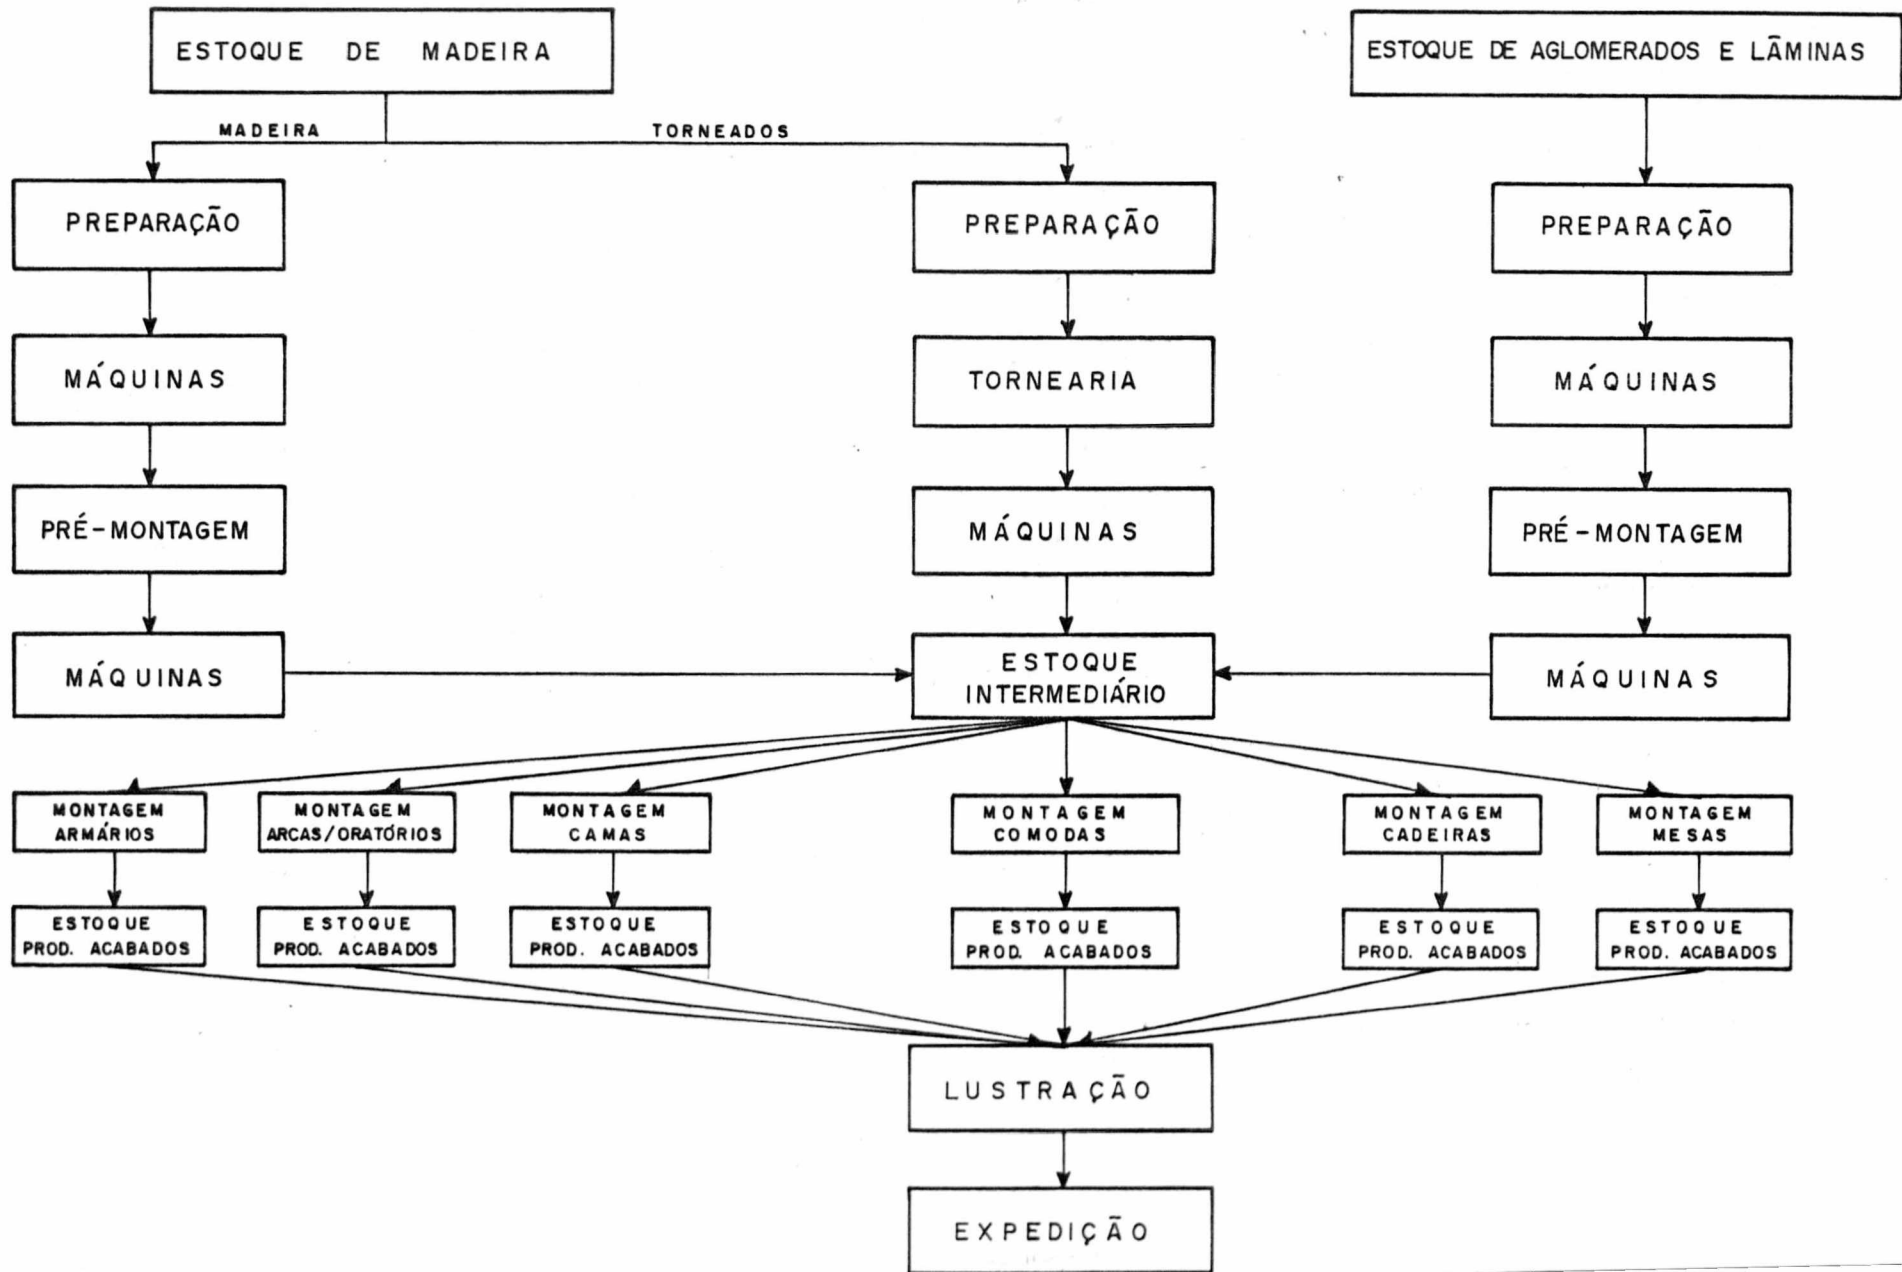 ESTOQUE DE MADEIRA
ESTOQUE DE AGLOMERADOS E LÂMINAS
MADEIRA
TORNEADOS
PREPARAÇÃO
PREPARAÇÃO
PREPARAÇÃO
MÁQUINAS
TORNEARIA
MÁQUINAS
PRÉ-MONTAGEM
MÁQUINAS
PRÉ-MONTAGEM
MÁQUINAS
ESTOQUE
INTERMEDIÁRIO
MÁQUINAS
MONTAGEM
ARMÁRIOS
MONTAGEM
ARCAS/ORATÓRIOS
MONTAGEM
CAMAS
MONTAGEM
COMODAS
MONTAGEM
CADEIRAS
MONTAGEM
MESAS
ESTOQUE
PROD. ACABADOS
ESTOQUE
PROD. ACABADOS
ESTOQUE
PROD. ACABADOS
ESTOQUE
PROD. ACABADOS
ESTOQUE
PROD. ACABADOS
ESTOQUE
PROD. ACABADOS
LUSTRAÇÃO
EXPEDIÇÃO